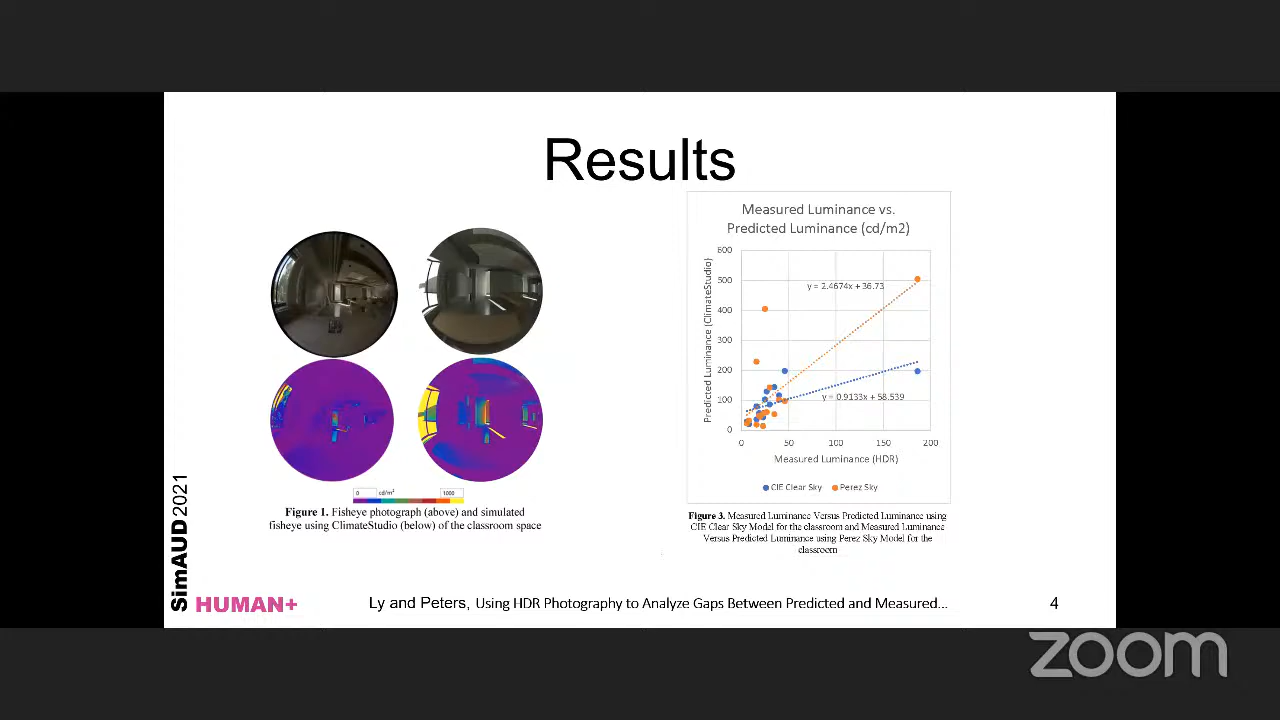 Results
0
cd/m²
1000
Figure 1. Fisheye photograph (above) and simulated
fisheye using ClimateStudio (below) of the classroom space
Measured Luminance vs.
Predicted Luminance (cd/m2)
Predicted Luminance (ClimateStudio)
600
500
400
300
200
100
0
y = 2.4674x + 36.73
y = 0.9133x + 58.539
0 50 100 150 200
Measured Luminance (HDR)
CIE Clear Sky Perez Sky
Figure 3. Measured Luminance Versus Predicted Luminance using
CIE Clear Sky Model for the classroom and Measured Luminance
Versus Predicted Luminance using Perez Sky Model for the
classroom
SimAUD2021
HUMAN+
Ly and Peters, Using HDR Photography to Analyze Gaps Between Predicted and Measured...
4
zoom